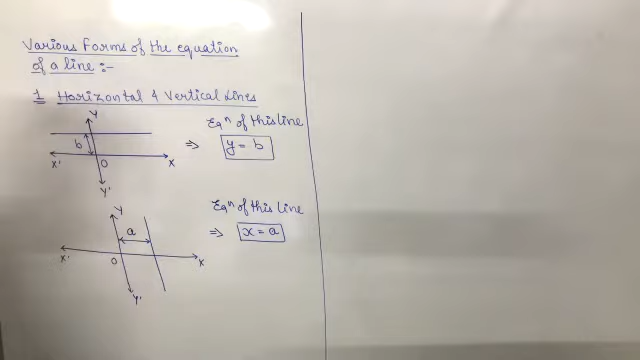 Various Forms of the equation
of a line :-
1 Horizontal & Vertical Lines
Y
Eqⁿ of this line
b
⇒ y = b
X' O X
Y'
Y
Eqⁿ of this line
a
⇒ x = a
X' O X
Y'